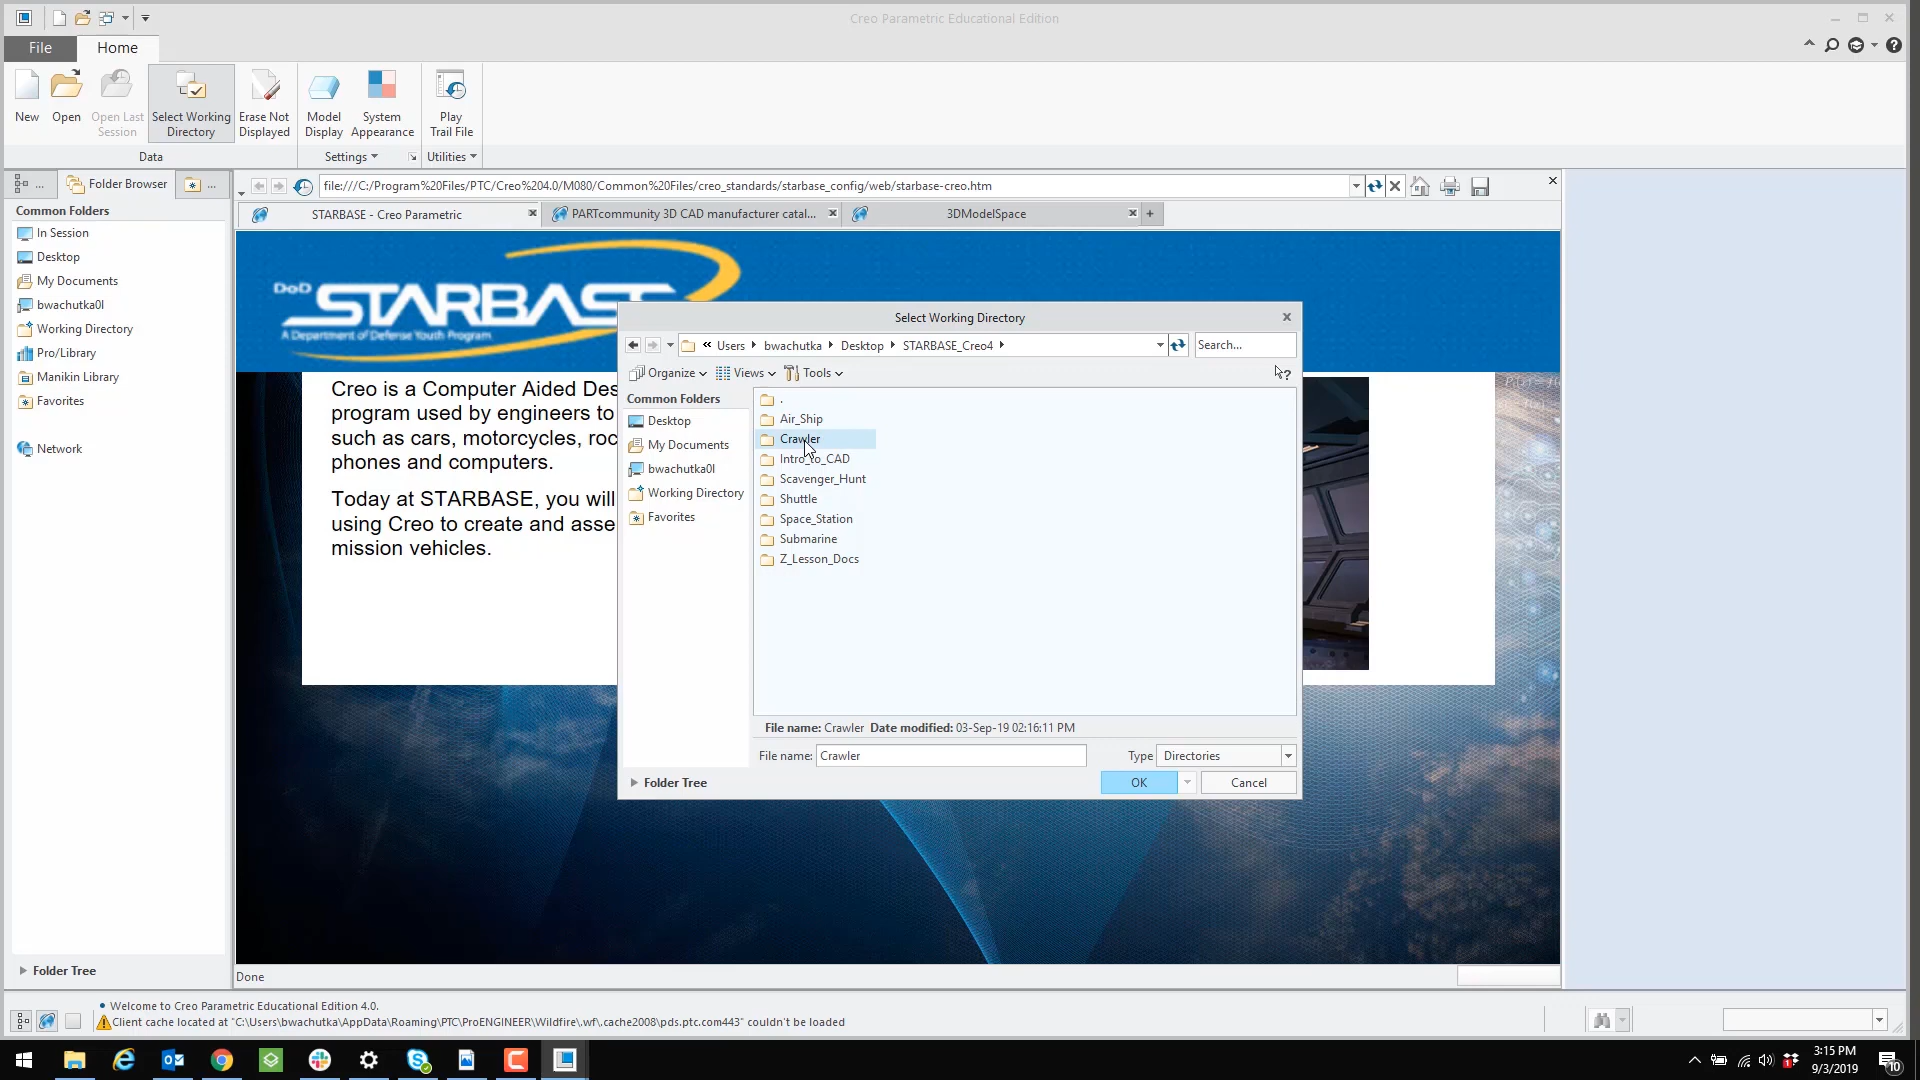 Creo Parametric Educational Edition
File
Home
New
Open
Open Last
Session
Select Working
Directory
Erase Not
Displayed
Model
Display
System
Appearance
Play
Trail File
Data
Settings
Utilities
...
Folder Browser
...
file:///C:/Program%20Files/PTC/Creo%204.0/M080/Common%20Files/creo_standards/starbase_config/web/starbase-creo.htm
STARBASE - Creo Parametric
PARTcommunity 3D CAD manufacturer catal...
3DModelSpace
Common Folders
In Session
Desktop
My Documents
bwachutka0l
Working Directory
Pro/Library
Manikin Library
Favorites
Network
Folder Tree
DoD
STARBASE
A Department of Defense Youth Program
Creo is a Computer Aided Des
program used by engineers to
such as cars, motorcycles, roc
phones and computers.
Today at STARBASE, you will
using Creo to create and asse
mission vehicles.
Select Working Directory
Users
bwachutka
Desktop
STARBASE_Creo4
Search...
Organize
Views
Tools
Common Folders
Desktop
My Documents
bwachutka0l
Working Directory
Favorites
.
Air_Ship
Crawler
Intro_to_CAD
Scavenger_Hunt
Shuttle
Space_Station
Submarine
Z_Lesson_Docs
File name: Crawler Date modified: 03-Sep-19 02:16:11 PM
File name: Crawler
Type Directories
Folder Tree
OK
Cancel
Done
• Welcome to Creo Parametric Educational Edition 4.0.
Client cache located at "C:\Users\bwachutka\AppData\Roaming\PTC\ProENGINEER\Wildfire\.wf\.cache2008\pds.ptc.com443" couldn't be loaded
3:15 PM
9/3/2019
10